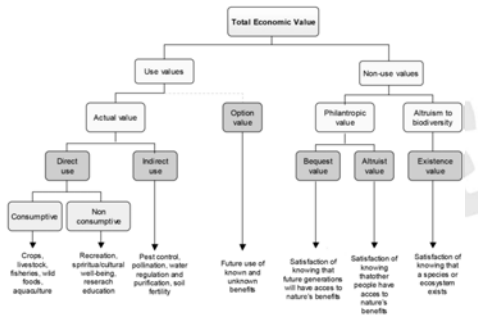 Total Economic Value
Use values
Non-use values
Actual value
Option
value
Philantropic
value
Altruism to
biodiversity
Direct
use
Indirect
use
Bequest
value
Altruist
value
Existence
value
Consumptive
Non
consumptive
Crops,
livestock,
fisheries, wild
foods,
aquaculture
Recreation,
spiritus/cultural
well-being,
reserach
education
Pest control,
pollination, water
regulation and
purification, soil
fertility
Future use of
known and
unknown
benefits
Satisfaction of
knowing that
future generations
will have acces to
nature's benefits
Satisfaction of
knowing thatother
people have
acces to
nature's benefits
Satisfaction of
knowing that
a species or
ecosystem
exists